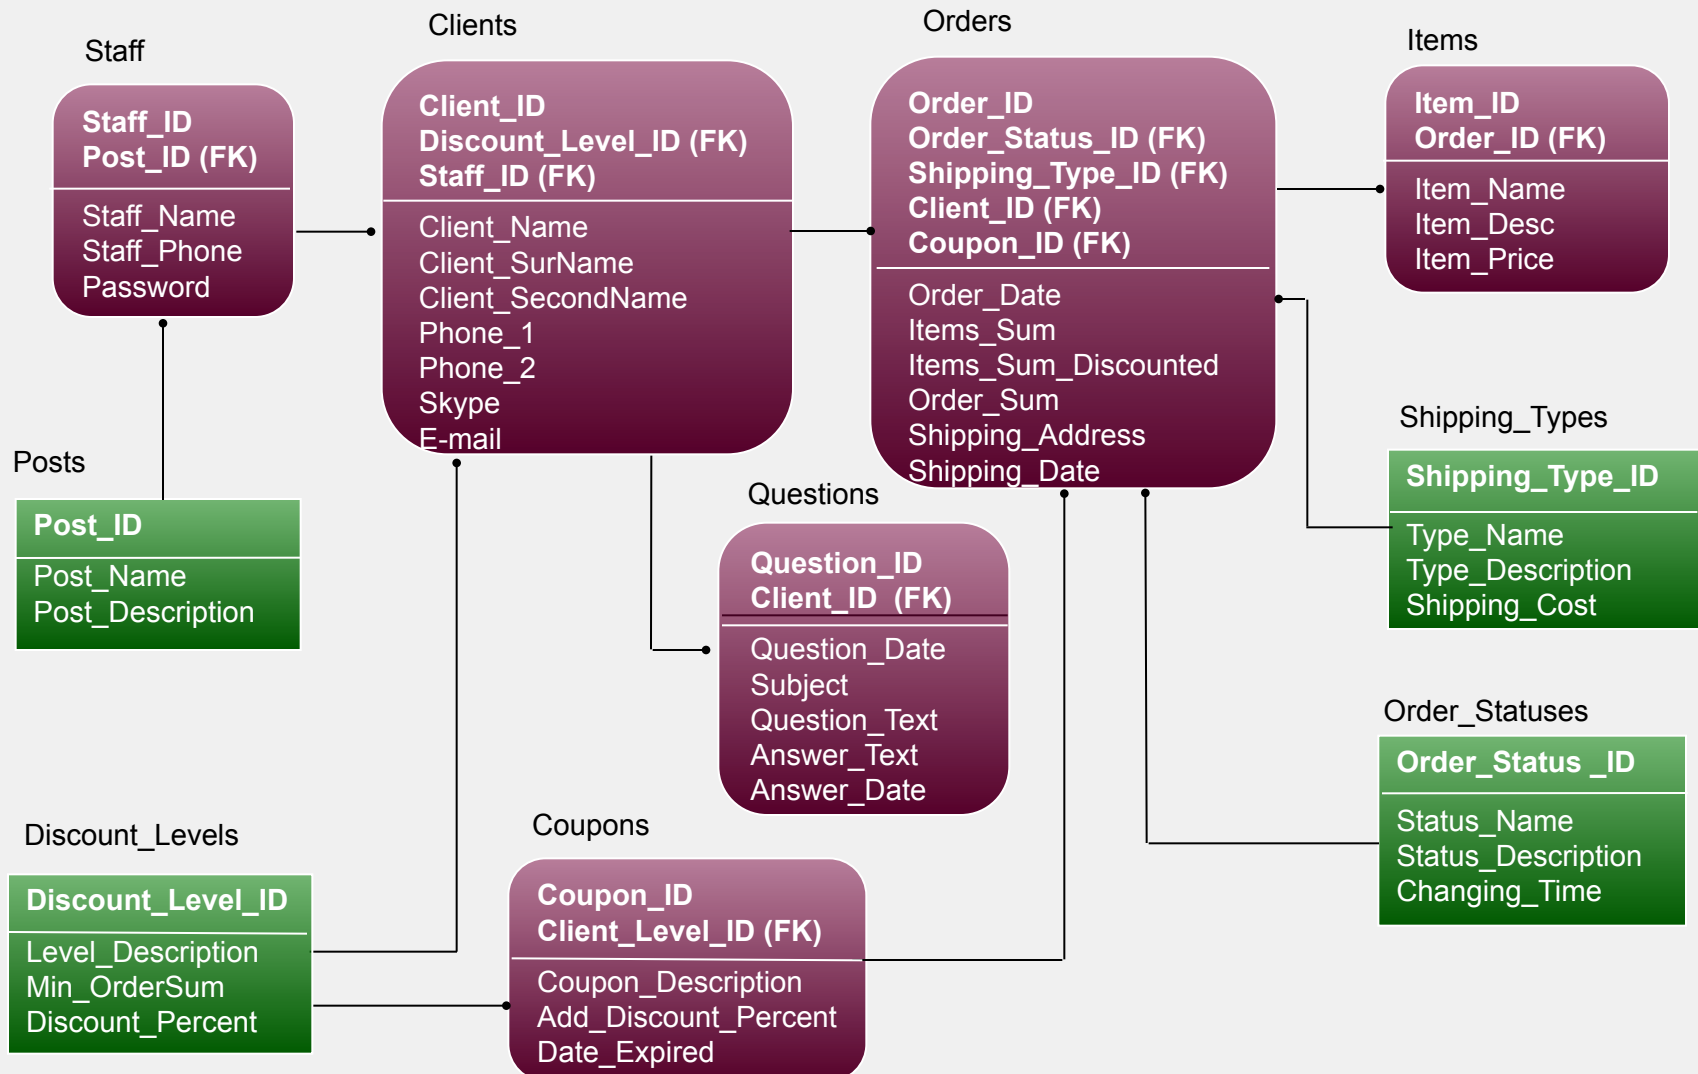 Staff
Staff_ID
Post_ID (FK)
Staff_Name
Staff_Phone
Password
Clients
Client_ID
Discount_Level_ID (FK)
Staff_ID (FK)
Client_Name
Client_SurName
Client_SecondName
Phone_1
Phone_2
Skype
E-mail
Orders
Order_ID
Order_Status_ID (FK)
Shipping_Type_ID (FK)
Client_ID (FK)
Coupon_ID (FK)
Order_Date
Items_Sum
Items_Sum_Discounted
Order_Sum
Shipping_Address
Shipping_Date
Items
Item_ID
Order_ID (FK)
Item_Name
Item_Desc
Item_Price
Posts
Post_ID
Post_Name
Post_Description
Questions
Question_ID
Client_ID (FK)
Question_Date
Subject
Question_Text
Answer_Text
Answer_Date
Shipping_Types
Shipping_Type_ID
Type_Name
Type_Description
Shipping_Cost
Order_Statuses
Order_Status _ID
Status_Name
Status_Description
Changing_Time
Discount_Levels
Discount_Level_ID
Level_Description
Min_OrderSum
Discount_Percent
Coupons
Coupon_ID
Client_Level_ID (FK)
Coupon_Description
Add_Discount_Percent
Date_Expired